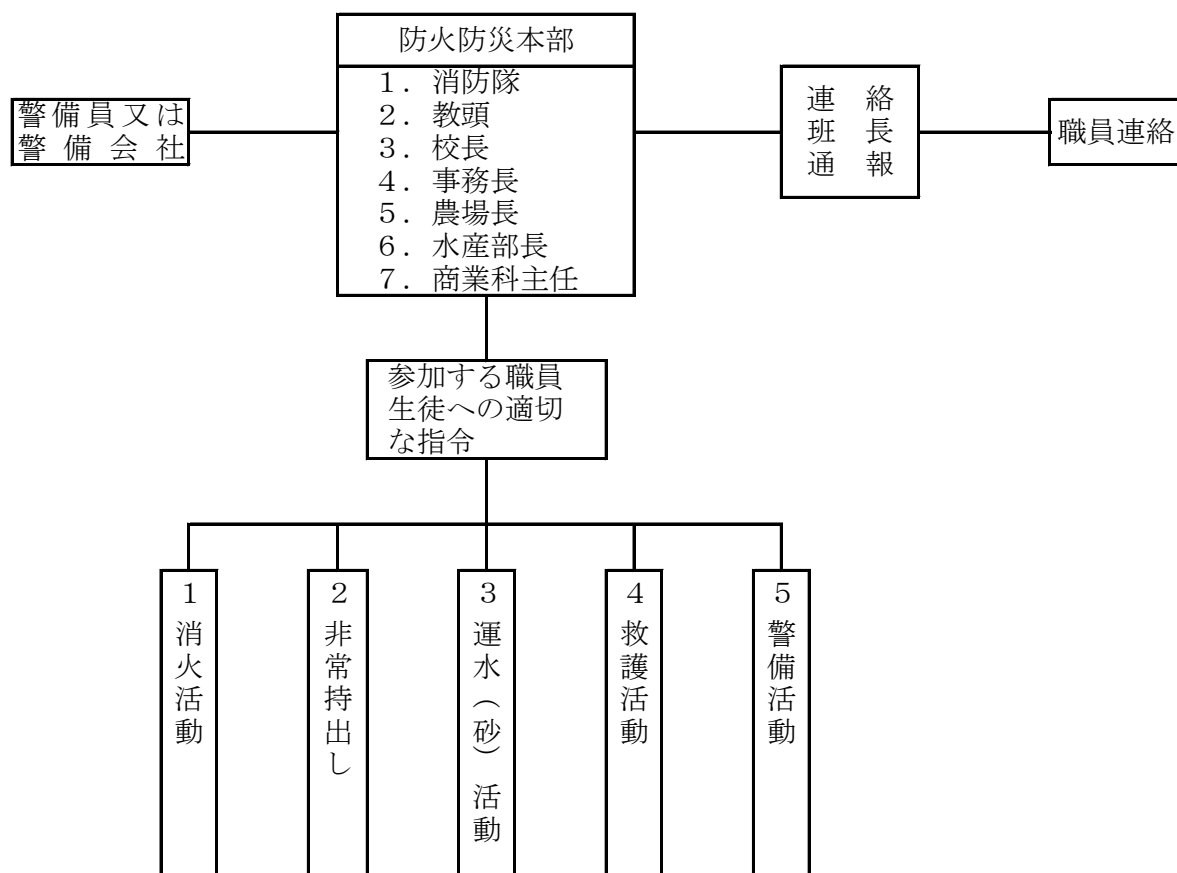 防火防災本部
１．消防隊
２．教頭
３．校長
４．事務長
５．農場長
６．水産部長
７．商業科主任
警備員又は
警備会社
連絡
班長
通報
職員連絡
参加する職員
生徒への適切
な指令
１消火活動
２非常持出し
３運水（砂）活動
４救護活動
５警備活動